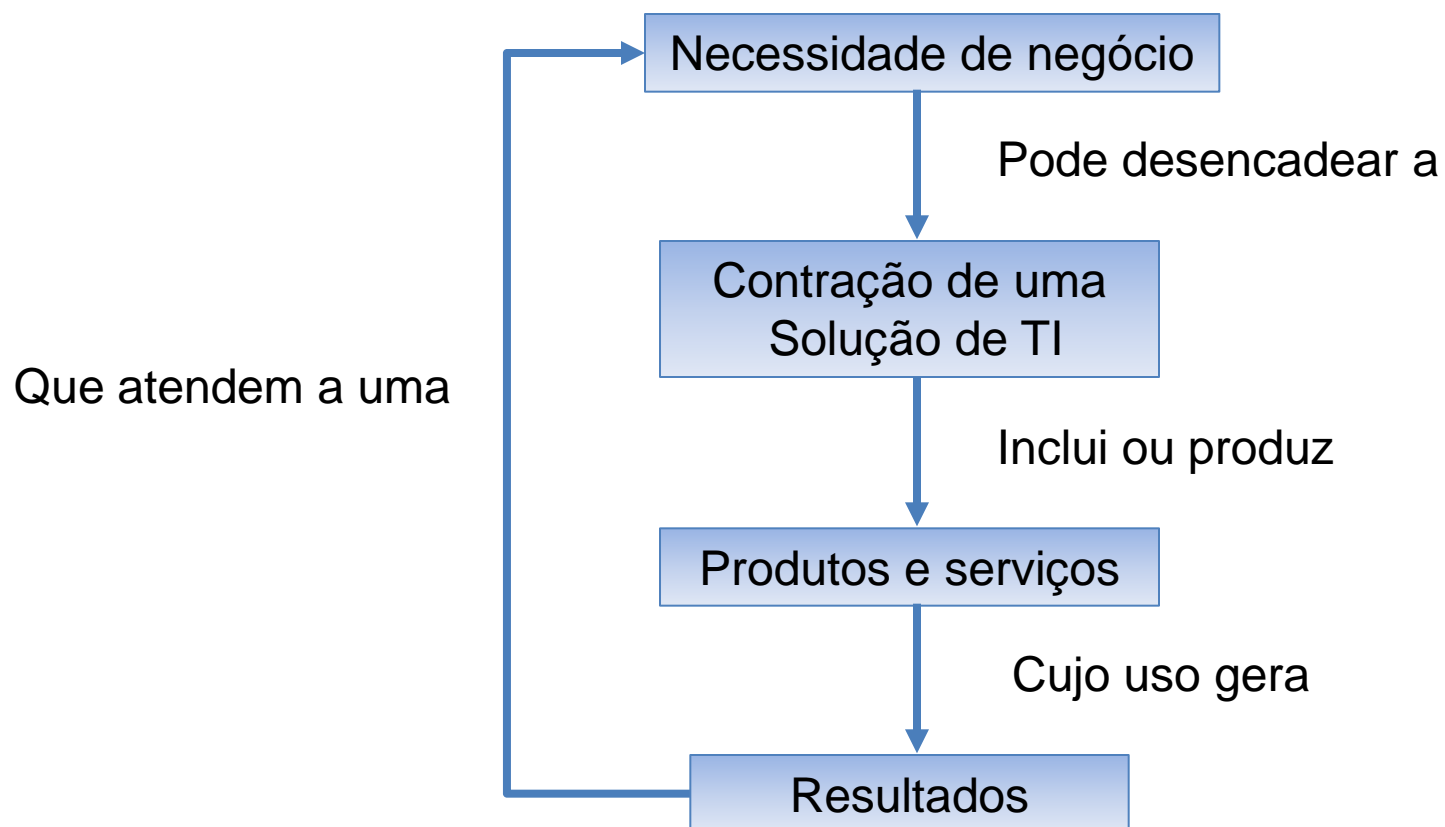 Necessidade de negócio
Pode desencadear a
Contração de uma
Solução de TI
Que atendem a uma
Inclui ou produz
Produtos e serviços
Cujo uso gera
Resultados